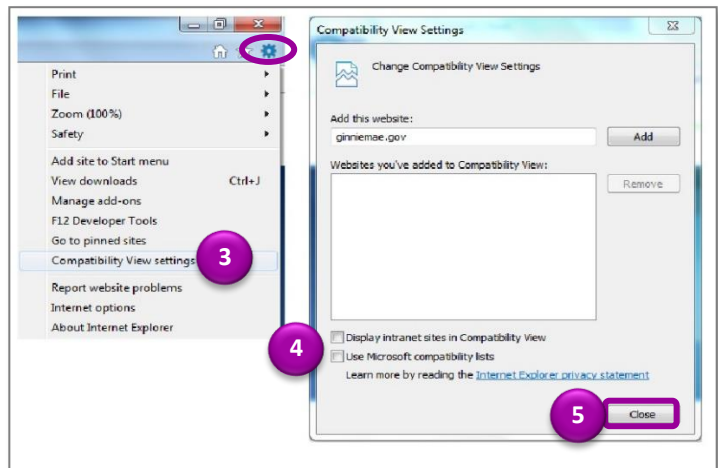 Print
File
Zoom (100%)
Safety
Add site to Start menu
View downloads Ctrl+J
Manage add-ons
F12 Developer Tools
Go to pinned sites
Compatibility View settings
3
Report website problems
Internet options
About Internet Explorer
Compatibility View Settings
Change Compatibility View Settings
Add this website:
ginniemae.gov Add
Websites you've added to Compatibility View:
Remove
4
Display intranet sites in Compatibility View
Use Microsoft compatibility lists
Learn more by reading the Internet Explorer privacy statement
5
Close